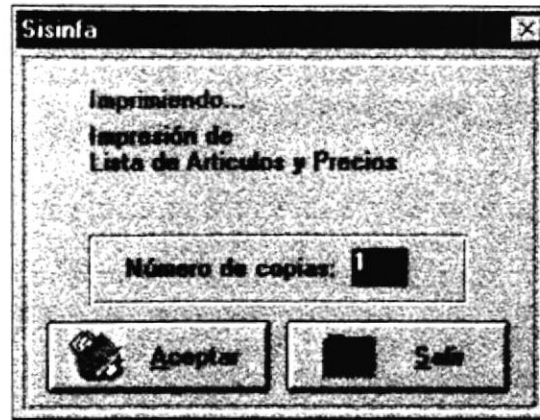 Sisinfa
Imprimiendo...
Impresión de
Lista de Articulos y Precios
Número de copias: 1
Aceptar
Salir